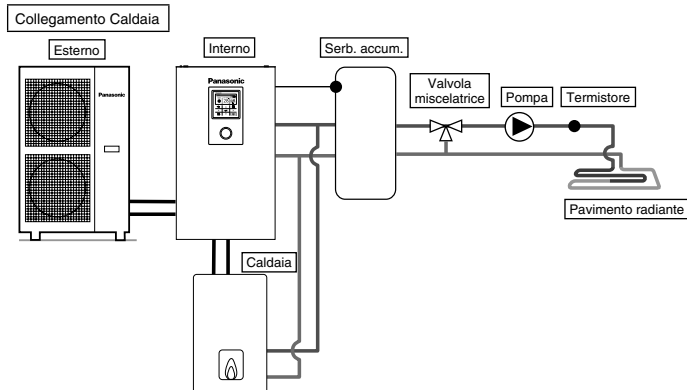 Collegamento Caldaia
Esterno
Interno
Serb. accum.
Valvola
miscelatrice
Pompa
Termistore
Panasonic
Panasonic
Pavimento radiante
Caldaia